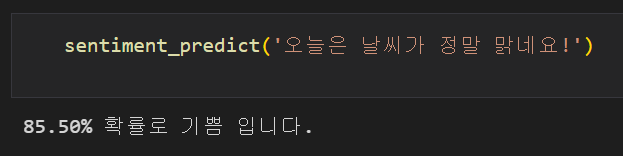 sentiment_predict('오늘은 날씨가 정말 맑네요!')
85.50% 확률로 기쁨 입니다.